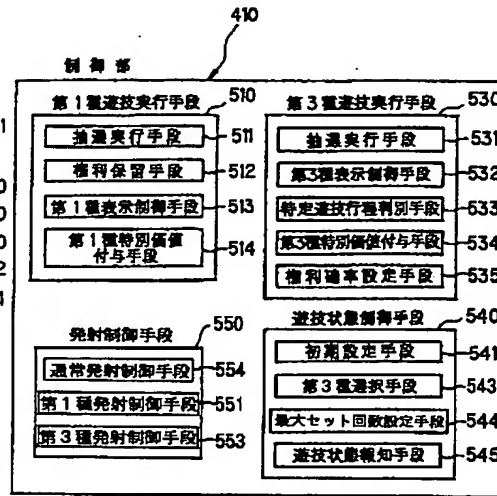 410
制御部
第1種遊技実行手段 510
抽選実行手段 511
権利保留手段 512
第1種表示制御手段 513
第1種特別価値
付与手段 514
第3種遊技実行手段 530
抽選実行手段 531
第3種表示制御手段 532
特定遊技行程判別手段 533
第3種特別価値付与手段 534
権利確率設定手段 535
発射制御手段 550
通常発射制御手段 554
第1種発射制御手段 551
第3種発射制御手段 553
遊技状態制御手段 540
初期設定手段 541
第3種選択手段 543
最大セット回数設定手段 544
遊技状態報知手段 545